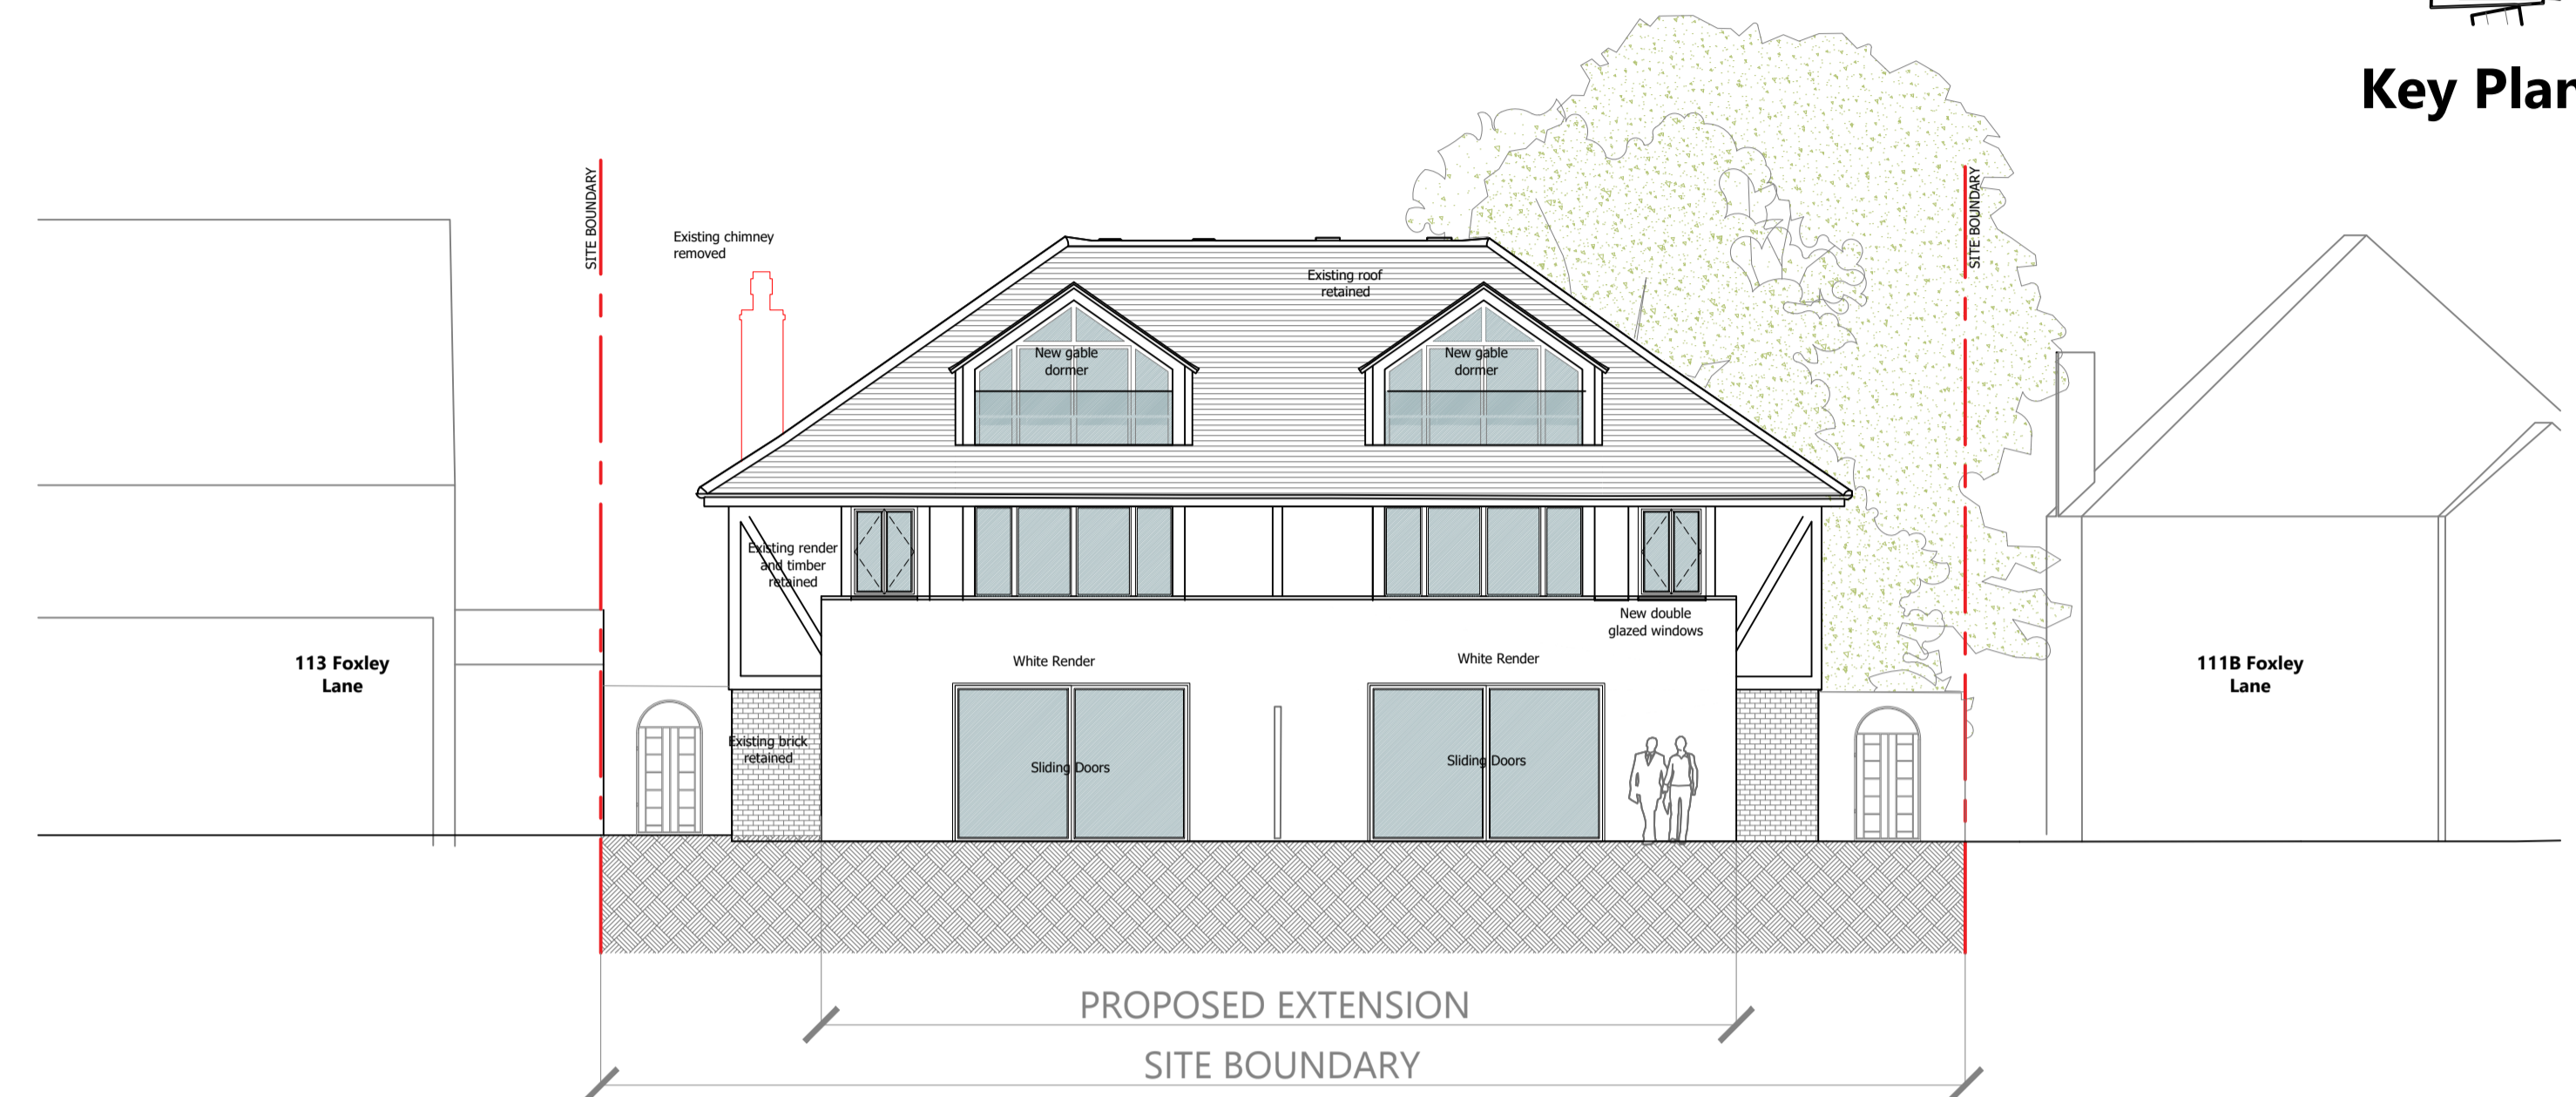 Key Plan
SITE BOUNDARY
SITE BOUNDARY
Existing chimney
removed
Existing roof
retained
New gable
dormer
New gable
dormer
Existing render
and timber
retained
New double
glazed windows
White Render
White Render
113 Foxley
Lane
111B Foxley
Lane
Existing brick
retained
Sliding Doors
Sliding Doors
PROPOSED EXTENSION
SITE BOUNDARY